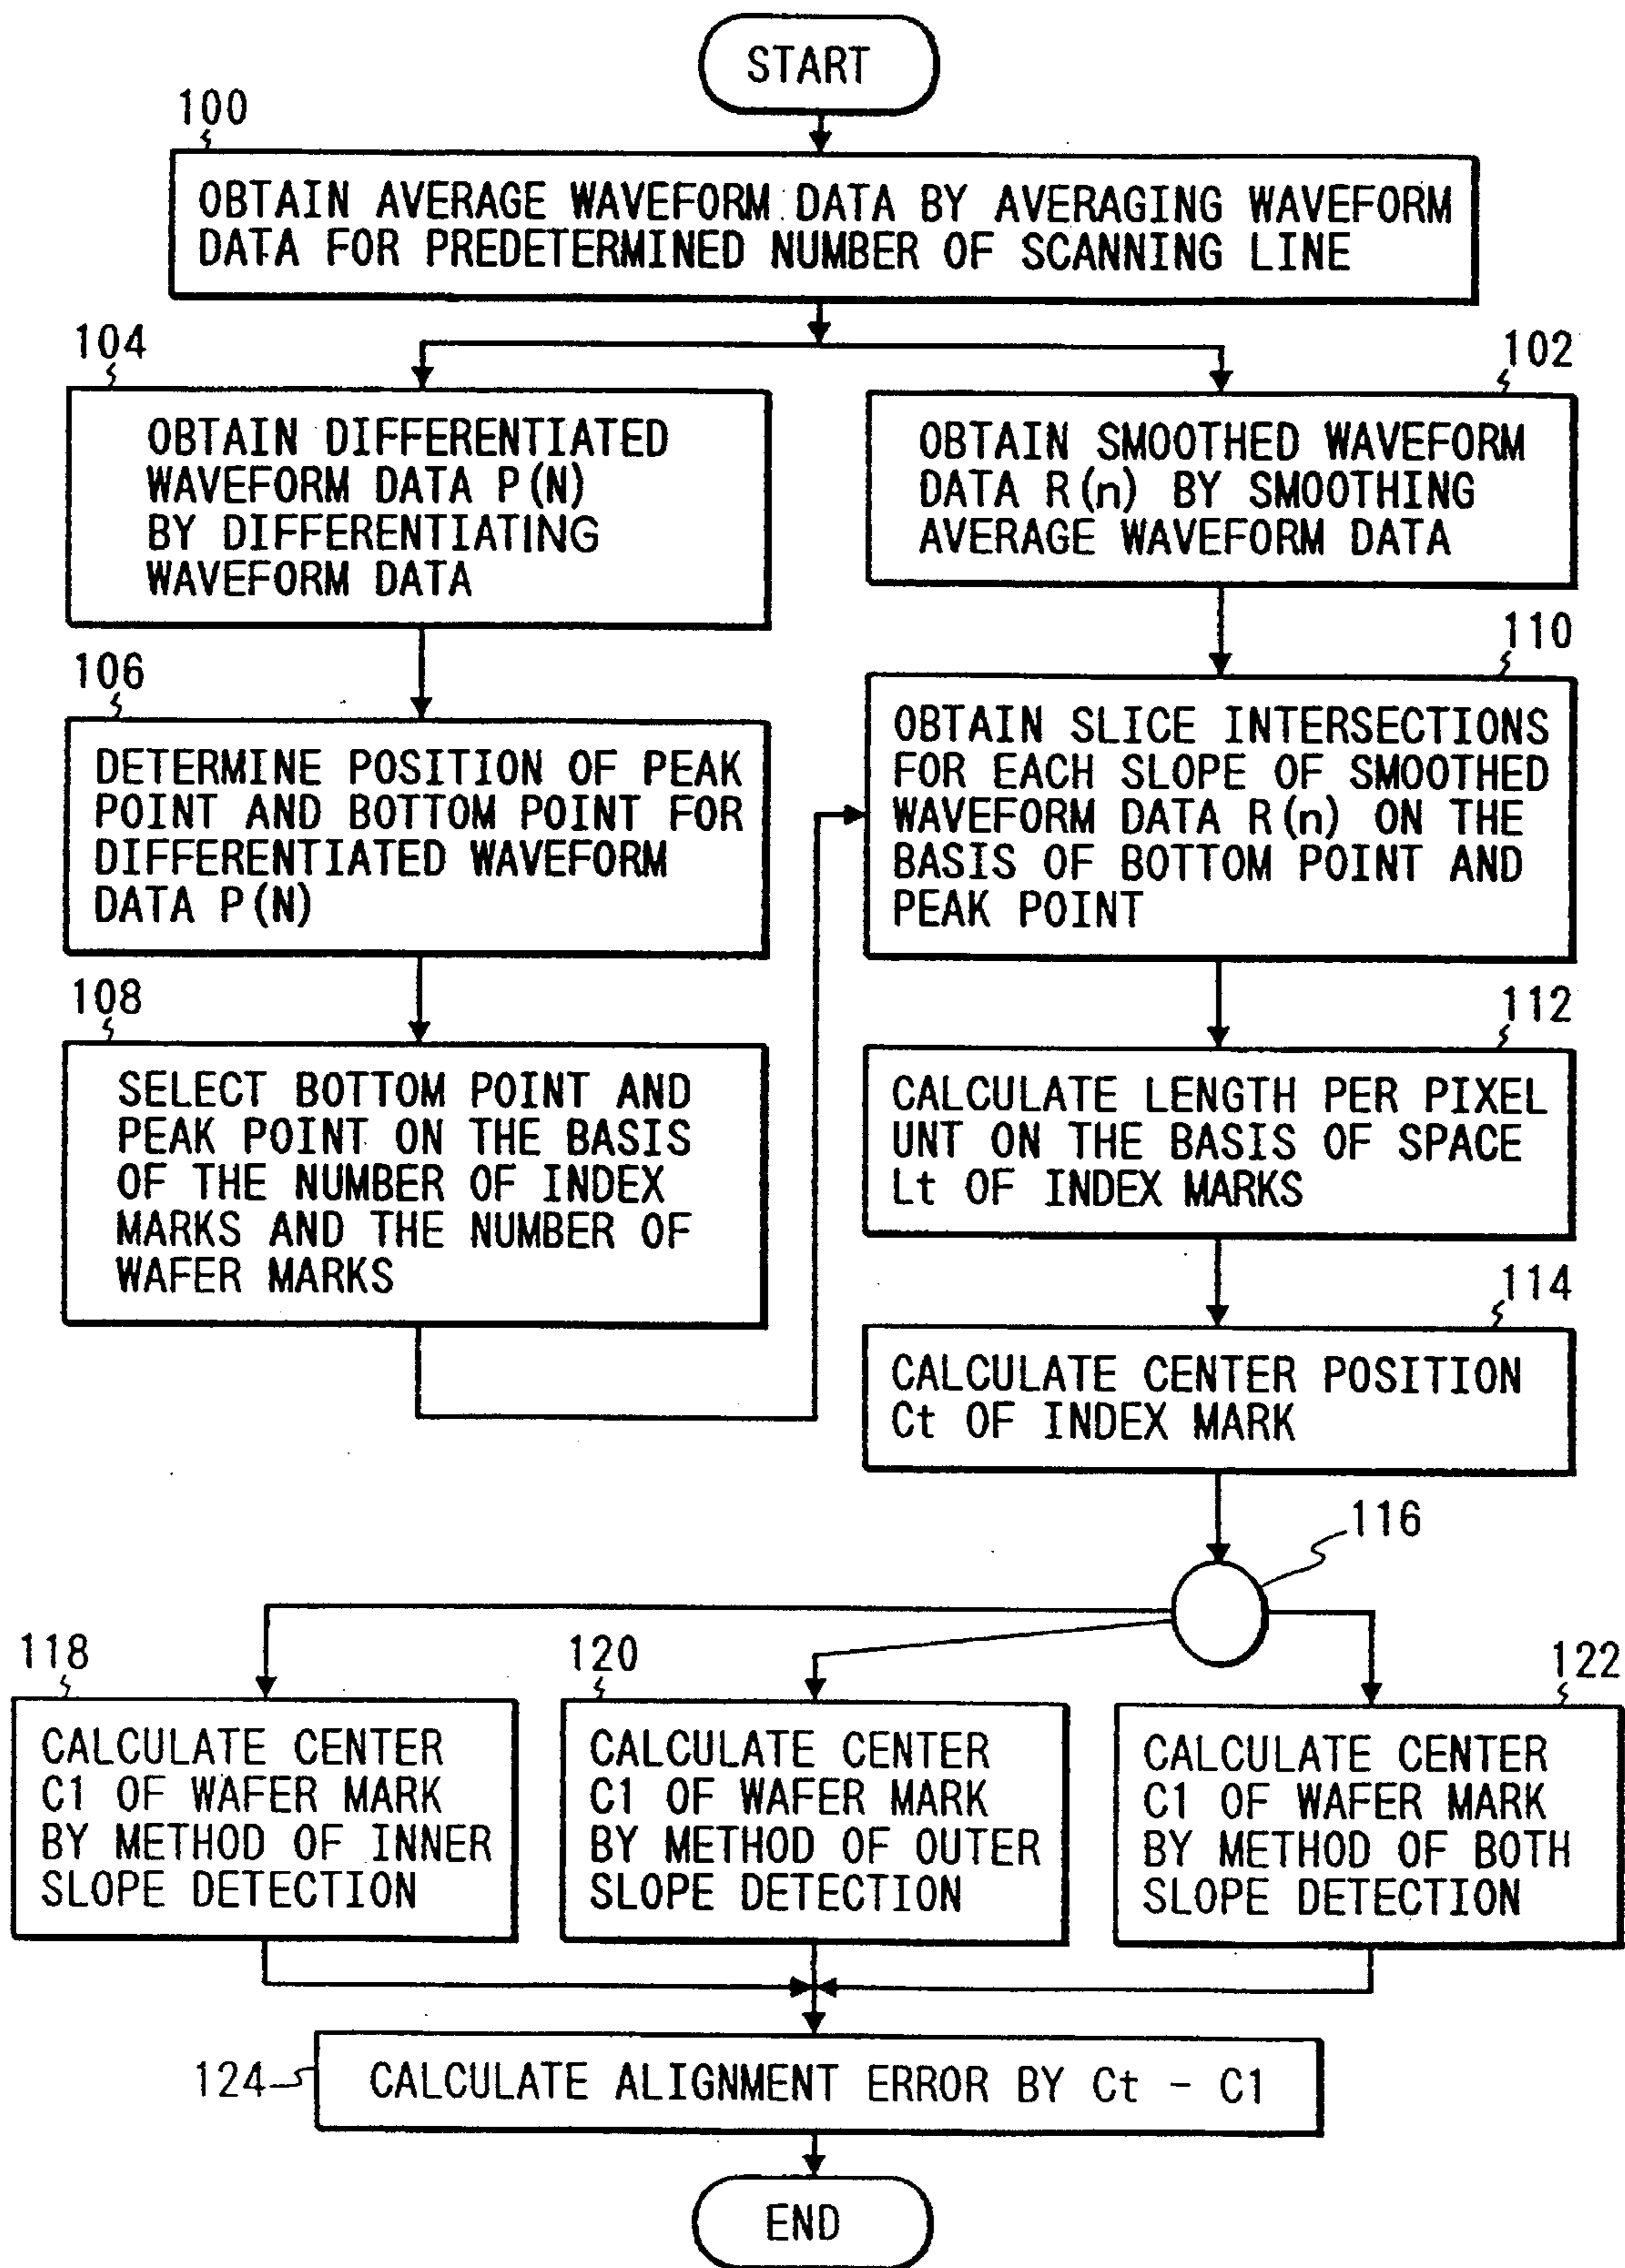 START
100
OBTAIN AVERAGE WAVEFORM DATA BY AVERAGING WAVEFORM
DATA FOR PREDETERMINED NUMBER OF SCANNING LINE
104
OBTAIN DIFFERENTIATED
WAVEFORM DATA P(N)
BY DIFFERENTIATING
WAVEFORM DATA
102
OBTAIN SMOOTHED WAVEFORM
DATA R(n) BY SMOOTHING
AVERAGE WAVEFORM DATA
106
DETERMINE POSITION OF PEAK
POINT AND BOTTOM POINT FOR
DIFFERENTIATED WAVEFORM
DATA P(N)
108
SELECT BOTTOM POINT AND
PEAK POINT ON THE BASIS
OF THE NUMBER OF INDEX
MARKS AND THE NUMBER OF
WAFER MARKS
110
OBTAIN SLICE INTERSECTIONS
FOR EACH SLOPE OF SMOOTHED
WAVEFORM DATA R(n) ON THE
BASIS OF BOTTOM POINT AND
PEAK POINT
112
CALCULATE LENGTH PER PIXEL
UNT ON THE BASIS OF SPACE
Lt OF INDEX MARKS
114
CALCULATE CENTER POSITION
Ct OF INDEX MARK
116
118
CALCULATE CENTER
C1 OF WAFER MARK
BY METHOD OF INNER
SLOPE DETECTION
120
CALCULATE CENTER
C1 OF WAFER MARK
BY METHOD OF OUTER
SLOPE DETECTION
122
CALCULATE CENTER
C1 OF WAFER MARK
BY METHOD OF BOTH
SLOPE DETECTION
124
CALCULATE ALIGNMENT ERROR BY Ct - C1
END